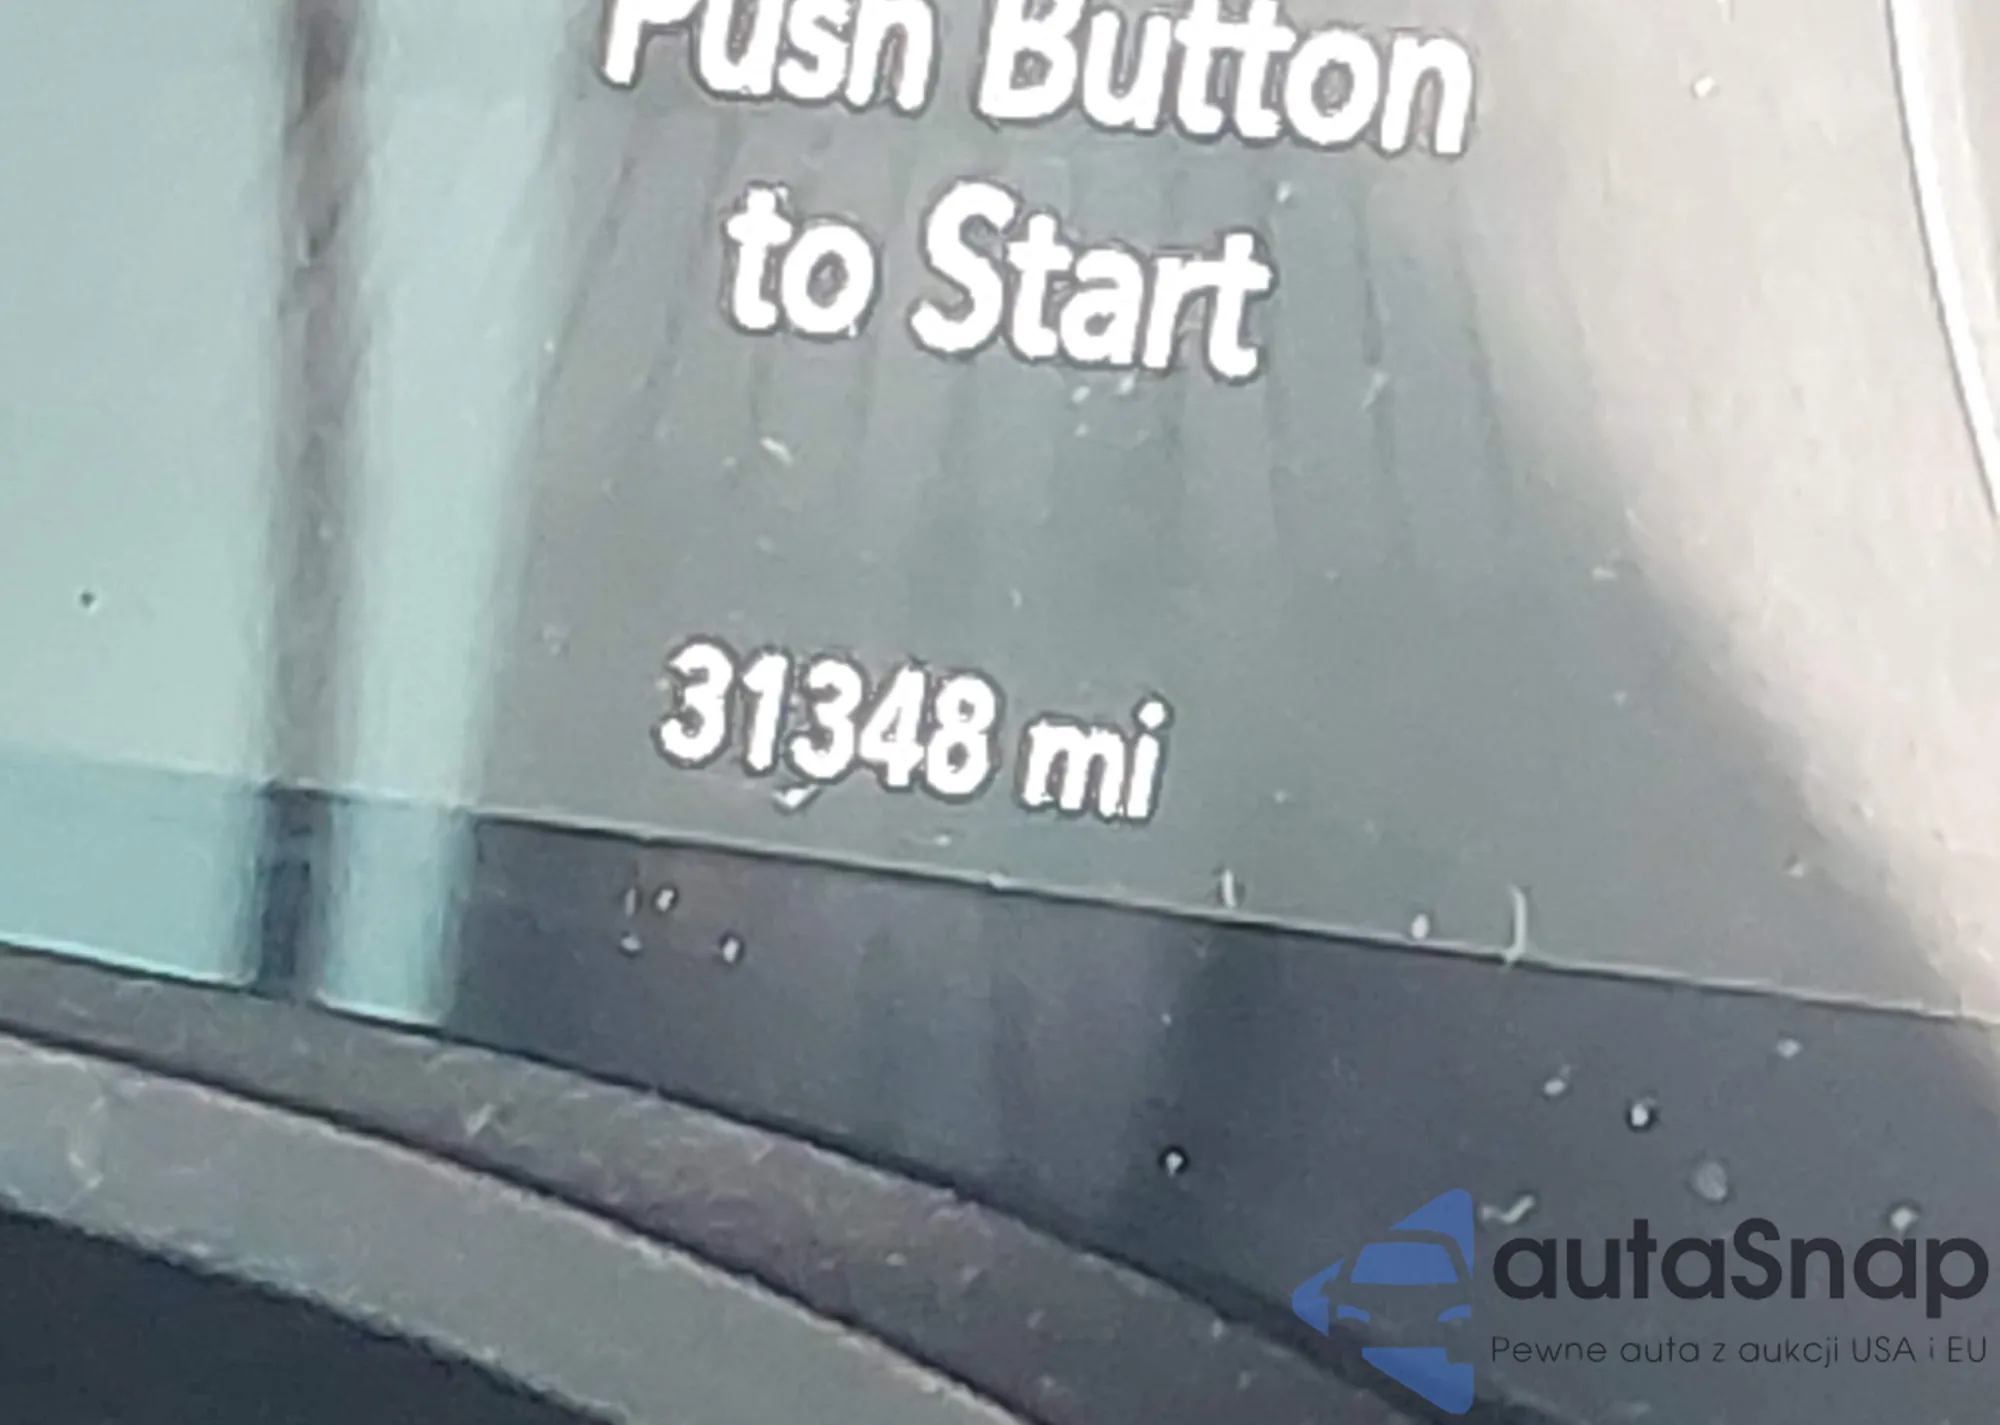 Push Button
to Start
31348 mi
autaSnap
Pewne auta z aukcji USA i EU